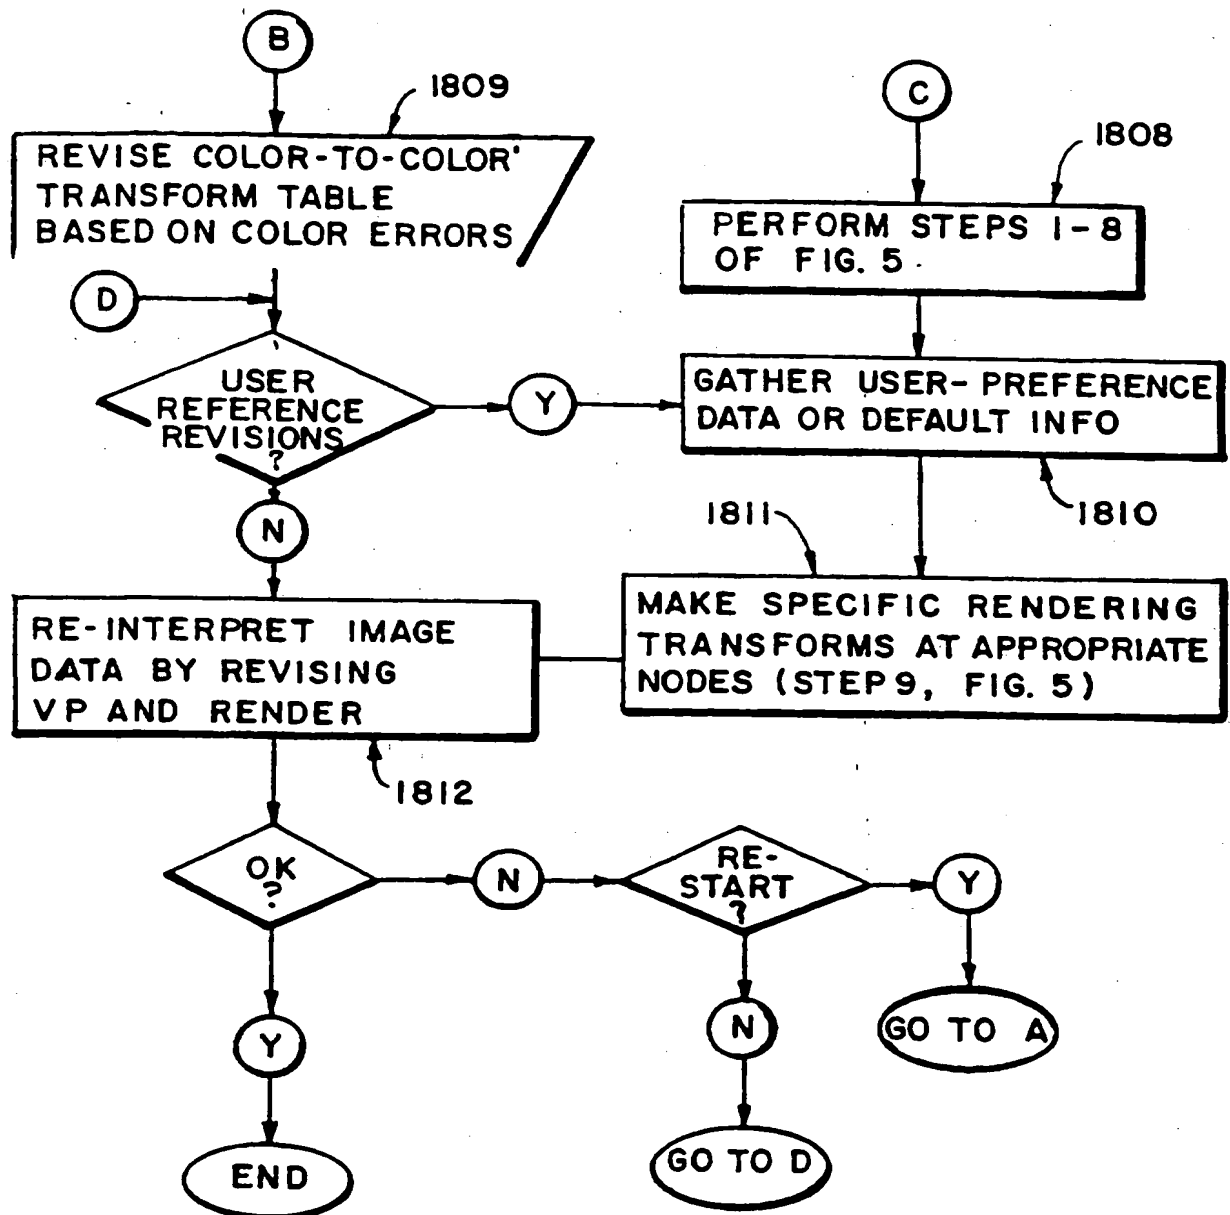 B
1809
REVISE COLOR-TO-COLOR'
TRANSFORM TABLE
BASED ON COLOR ERRORS
D
USER
REFERENCE
REVISIONS
?
Y
N
C
1808
PERFORM STEPS 1-8
OF FIG. 5
GATHER USER-PREFERENCE
DATA OR DEFAULT INFO
1810
1811
MAKE SPECIFIC RENDERING
TRANSFORMS AT APPROPRIATE
NODES (STEP 9, FIG. 5)
RE-INTERPRET IMAGE
DATA BY REVISING
VP AND RENDER
1812
OK
?
N
RE-
START
?
Y
Y
N
GO TO A
END
GO TO D